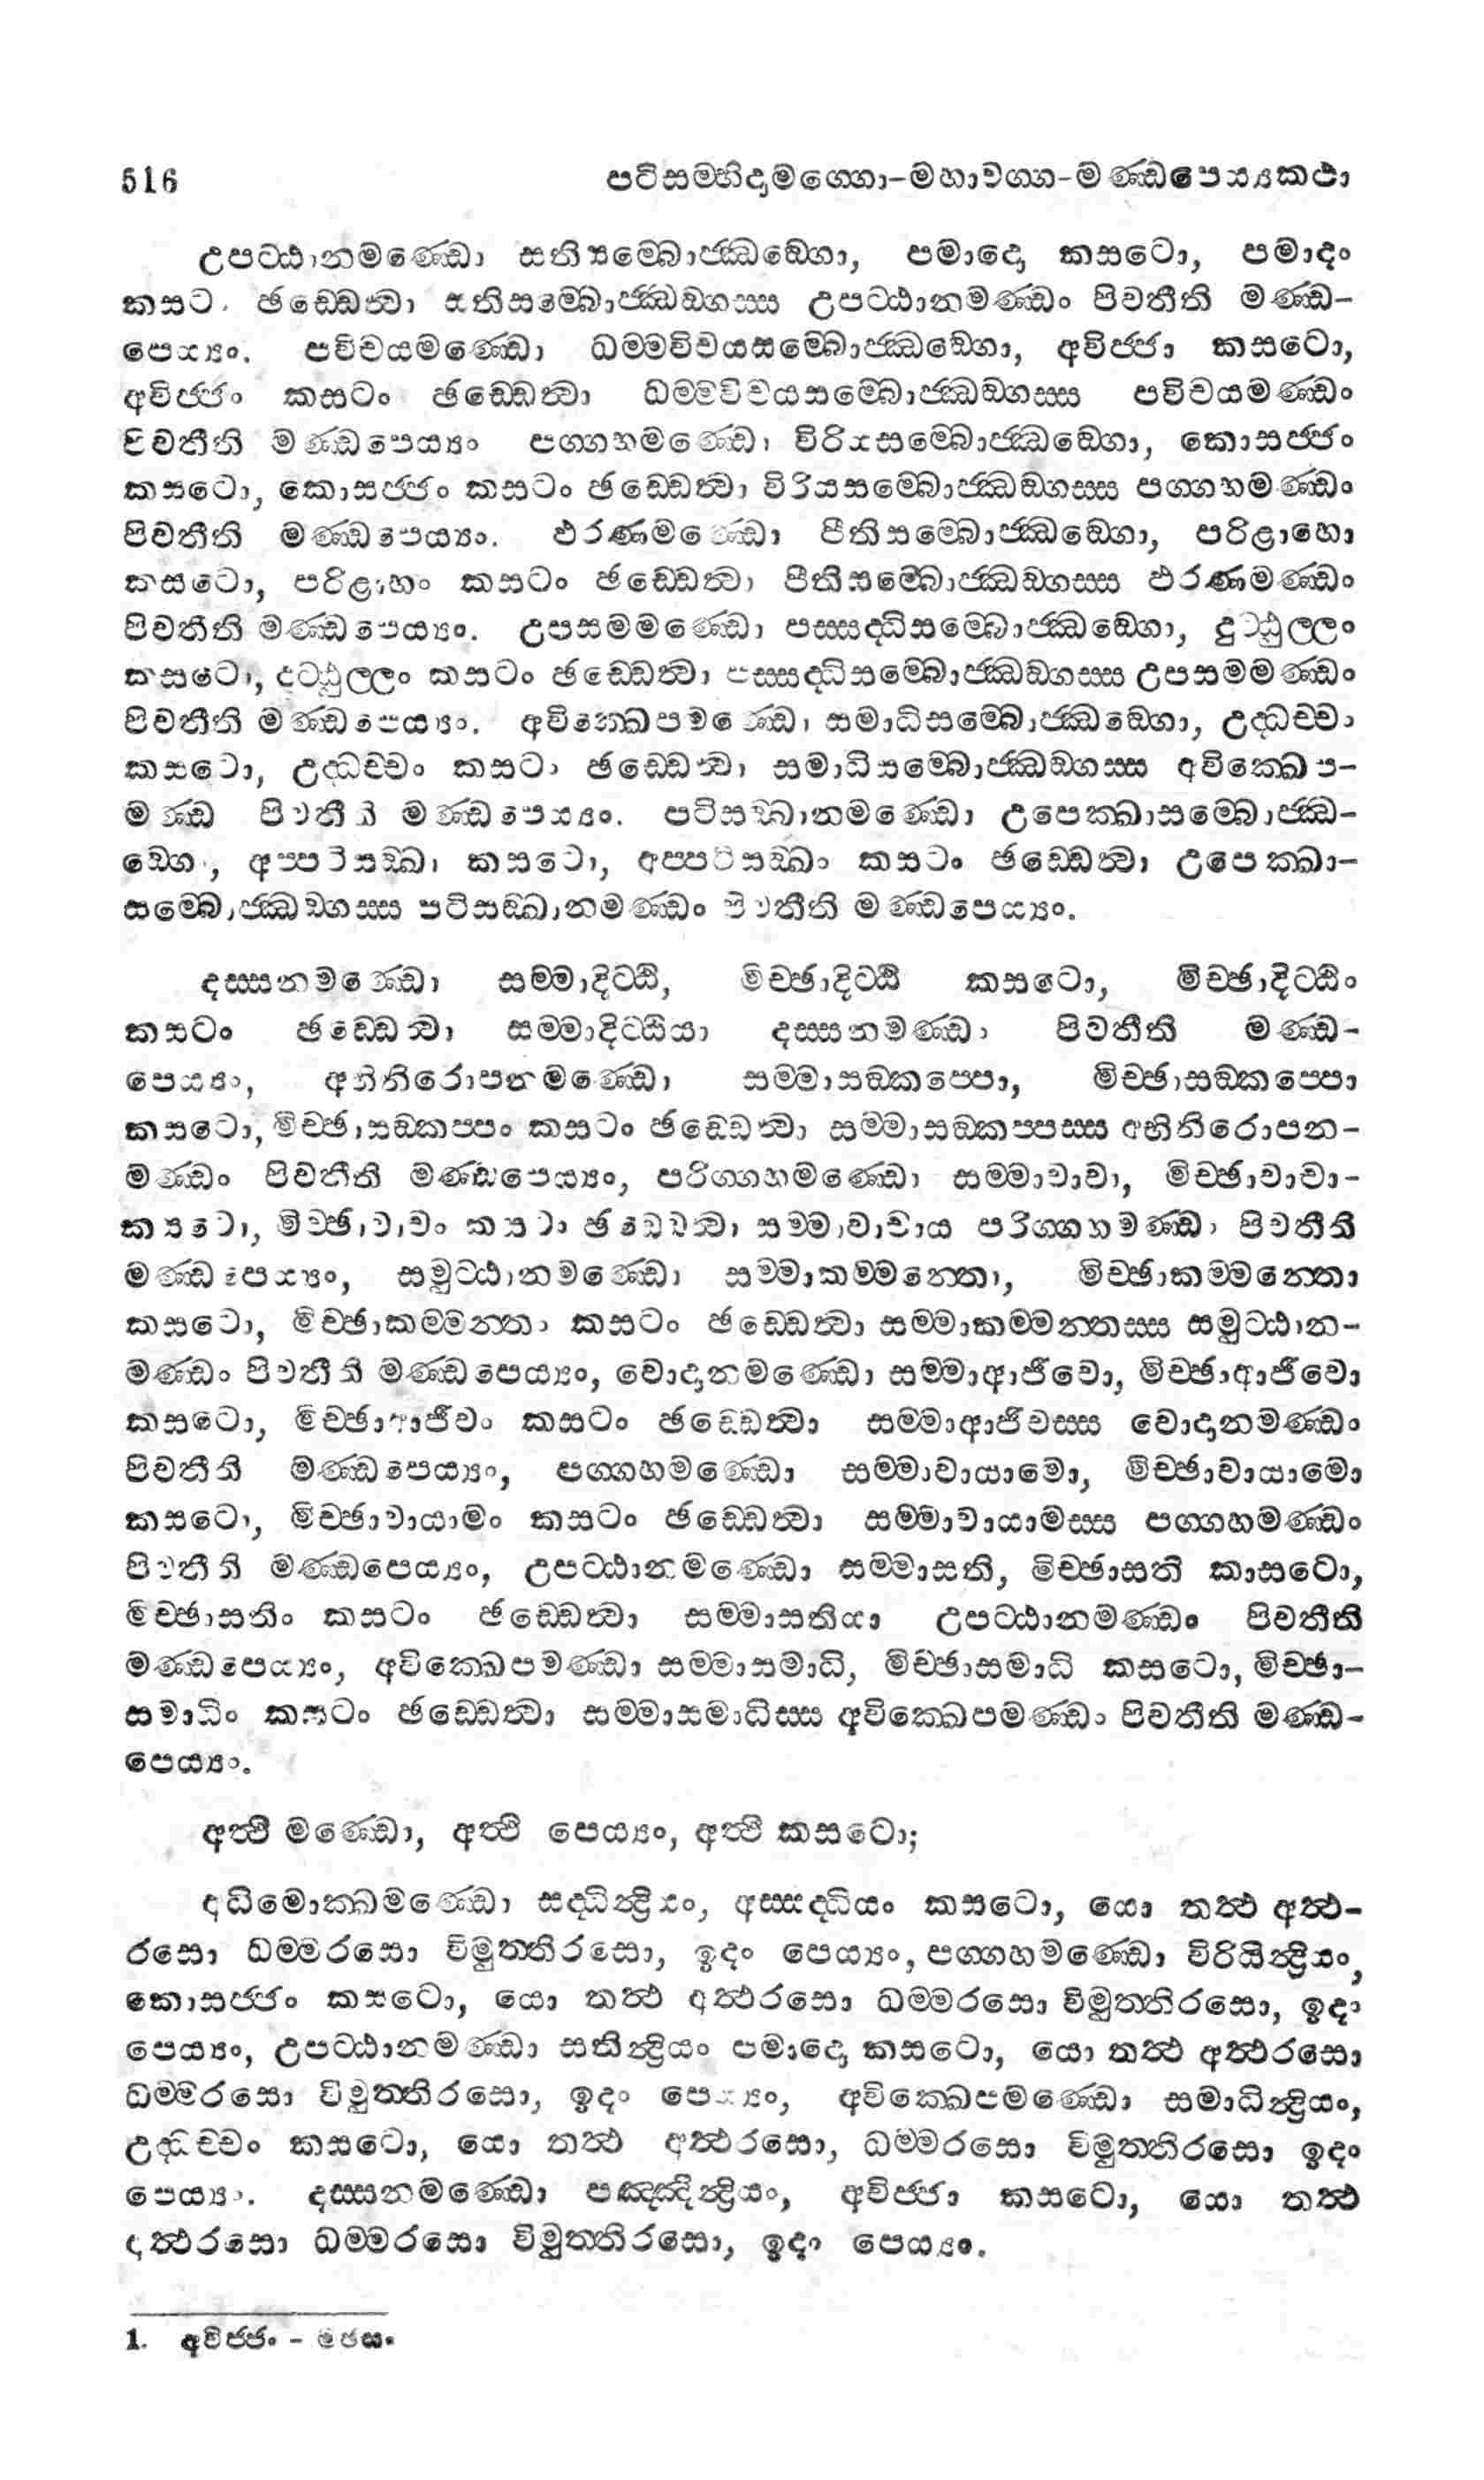 516 පටිසම්භිදාමග්ගො-මහාවග්ග-මණ්ඩපෙය්‍යකථා
උපට්ඨානමණ්ඩො සතිසම්බොජ්ඣඞ්ගො, පමාදො කසටො, පමාදං
කසටං ඡඩ්ඩෙත්වා සතිසම්බොජ්ඣඞ්ගස්ස උපට්ඨානමණ්ඩං පිවතීති මණ්ඩ-
පෙය්‍යං. පවිචයමණ්ඩො ධම්මවිචයසම්බොජ්ඣඞ්ගො, අවිජ්ජා කසටො,
අවිජ්ජං කසටං ඡඩ්ඩෙත්වා ධම්මවිචයසම්බොජ්ඣඞ්ගස්ස පවිචයමණ්ඩං
පිවතීති මණ්ඩපෙය්‍යං පග්ගහමණ්ඩො විරියසම්බොජ්ඣඞ්ගො, කොසජ්ජං
කසටො, කොසජ්ජං කසටං ඡඩ්ඩෙත්වා විරියසම්බොජ්ඣඞ්ගස්ස පග්ගහමණ්ඩං
පිවතීති මණ්ඩපෙය්‍යං. ඵරණමණ්ඩො පීතිසම්බොජ්ඣඞ්ගො, පරිළාහො
කසටො, පරිළාහං කසටං ඡඩ්ඩෙත්වා පීතිසම්බොජ්ඣඞ්ගස්ස ඵරණමණ්ඩං
පිවතීති මණ්ඩපෙය්‍යං. උපසමමණ්ඩො පස්සද්ධිසම්බොජ්ඣඞ්ගො, දුට්ඨුල්ලං
කසටො, දුට්ඨුල්ලං කසටං ඡඩ්ඩෙත්වා පස්සද්ධිසම්බොජ්ඣඞ්ගස්ස උපසමමණ්ඩං
පිවතීති මණ්ඩපෙය්‍යං. අවික්ඛෙපමණ්ඩො සමාධිසම්බොජ්ඣඞ්ගො, උද්ධච්චං
කසටො, උද්ධච්චං කසටං ඡඩ්ඩෙත්වා සමාධිසම්බොජ්ඣඞ්ගස්ස අවික්ඛෙප-
මණ්ඩං පිවතීති මණ්ඩපෙය්‍යං. පටිසඞ්ඛානමණ්ඩො උපෙක්ඛාසම්බොජ්ඣ-
ඞ්ගො, අප්පටිසඞ්ඛා කසටො, අප්පටිසඞ්ඛං කසටං ඡඩ්ඩෙත්වා උපෙක්ඛා-
සම්බොජ්ඣඞ්ගස්ස පටිසඞ්ඛානමණ්ඩං පිවතීති මණ්ඩපෙය්‍යං.
දස්සනමණ්ඩො සම්මාදිට්ඨි, මිච්ඡාදිට්ඨි කසටො, මිච්ඡාදිට්ඨිං
කසටං ඡඩ්ඩෙත්වා සම්මාදිට්ඨියා දස්සනමණ්ඩං පිවතීති මණ්ඩ-
පෙය්‍යං, අභිනිරොපනමණ්ඩො සම්මාසඞ්කප්පො, මිච්ඡාසඞ්කප්පො
කසටො, මිච්ඡාසඞ්කප්පං කසටං ඡඩ්ඩෙත්වා සම්මාසඞ්කප්පස්ස අභිනිරොපන-
මණ්ඩං පිවතීති මණ්ඩපෙය්‍යං, පරිග්ගහමණ්ඩො සම්මාවාචා, මිච්ඡාවාචා-
කසටො, මිච්ඡාවාචං කසටං ඡඩ්ඩෙත්වා සම්මාවාචාය පරිග්ගහමණ්ඩං පිවතීති
මණ්ඩපෙය්‍යං, සමුට්ඨානමණ්ඩො සම්මාකම්මන්තො, මිච්ඡාකම්මන්තො
කසටො, මිච්ඡාකම්මන්තං කසටං ඡඩ්ඩෙත්වා සම්මාකම්මන්තස්ස සමුට්ඨාන-
මණ්ඩං පිවතීති මණ්ඩපෙය්‍යං, වොදානමණ්ඩො සම්මාආජීවො, මිච්ඡාආජීවො
කසටො, මිච්ඡාආජීවං කසටං ඡඩ්ඩෙත්වා සම්මාආජීවස්ස වොදානමණ්ඩං
පිවතීති මණ්ඩපෙය්‍යං, පග්ගහමණ්ඩො සම්මාවායාමො, මිච්ඡාවායාමො
කසටො, මිච්ඡාවායාමං කසටං ඡඩ්ඩෙත්වා සම්මාවායාමස්ස පග්ගහමණ්ඩං
පිවතීති මණ්ඩපෙය්‍යං, උපට්ඨානමණ්ඩො සම්මාසති, මිච්ඡාසති කාසටො,
මිච්ඡාසතිං කසටං ඡඩ්ඩෙත්වා සම්මාසතියා උපට්ඨානමණ්ඩං පිවතීති
මණ්ඩපෙය්‍යං, අවික්ඛෙපමණ්ඩා සම්මාසමාධි, මිච්ඡාසමාධි කසටො, මිච්ඡා-
සමාධිං කසටං ඡඩ්ඩෙත්වා සම්මාසමාධිස්ස අවික්ඛෙපමණ්ඩං පිවතීති මණ්ඩ-
පෙය්‍යං.
අත්ථි මණ්ඩො, අත්ථි පෙය්‍යං, අත්ථි කසටො;
අධිමොක්ඛමණ්ඩො සද්ධින්ද්‍රියං, අස්සද්ධියං කසටො, යො තත්ථ අත්ථ-
රසො ධම්මරසො විමුත්තිරසො, ඉදං පෙය්‍යං, පග්ගහමණ්ඩො විරියින්ද්‍රියං,
කොසජ්ජං කසටො, යො තත්ථ අත්ථරසො ධම්මරසො විමුත්තිරසො, ඉදං
පෙය්‍යං, උපට්ඨානමණ්ඩා සතින්ද්‍රියං පමාදො කසටො, යො තත්ථ අත්ථරසො
ධම්මරසො විමුත්තිරසො, ඉදං පෙය්‍යං, අවික්ඛෙපමණ්ඩො සමාධින්ද්‍රියං,
උද්ධච්චං කසටො, යො තත්ථ අත්ථරසො, ධම්මරසො විමුත්තිරසො ඉදං
පෙය්‍යං. දස්සනමණ්ඩො පඤ්ඤින්ද්‍රියං, අවිජ්ජා කසටො, යො තත්ථ
අත්ථරසො ධම්මරසො විමුත්තිරසො, ඉදං පෙය්‍යං.
1. අවිජ්ජං - මජසං